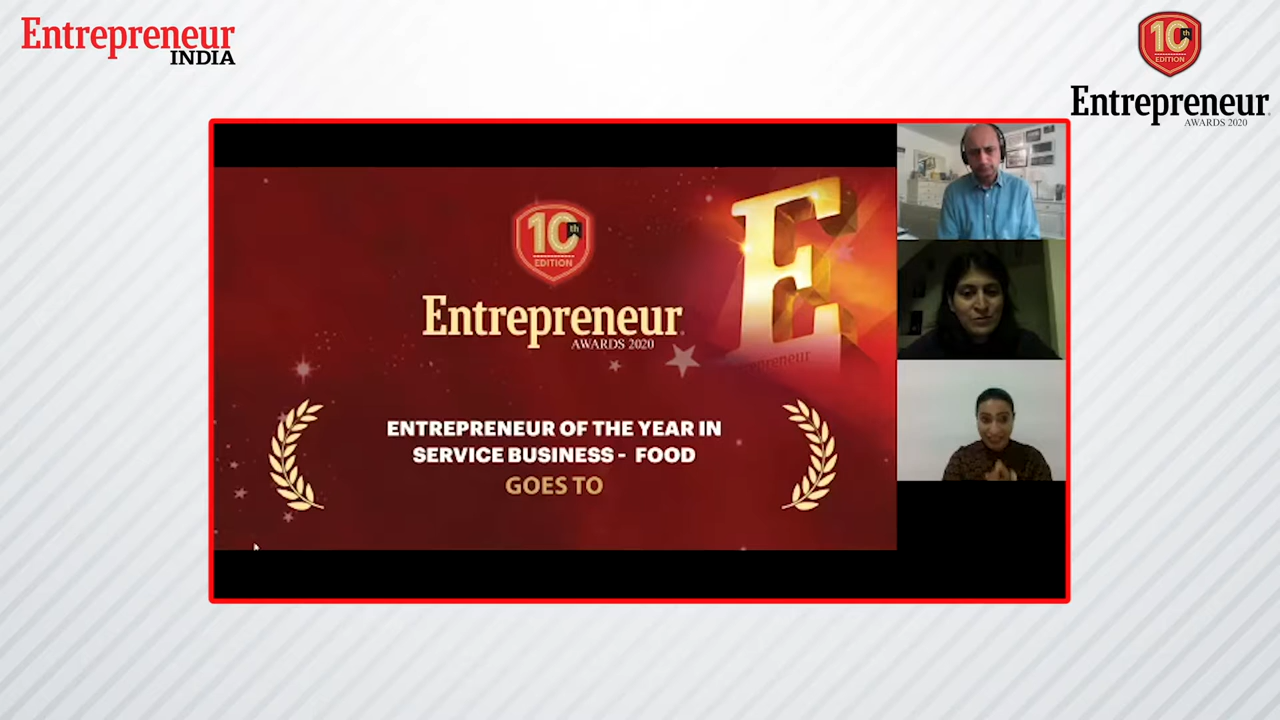 Entrepreneur
INDIA
10th
EDITION
Entrepreneur
AWARDS 2020
10th
EDITION
Entrepreneur
AWARDS 2020
ENTREPRENEUR OF THE YEAR IN
SERVICE BUSINESS - FOOD
GOES TO